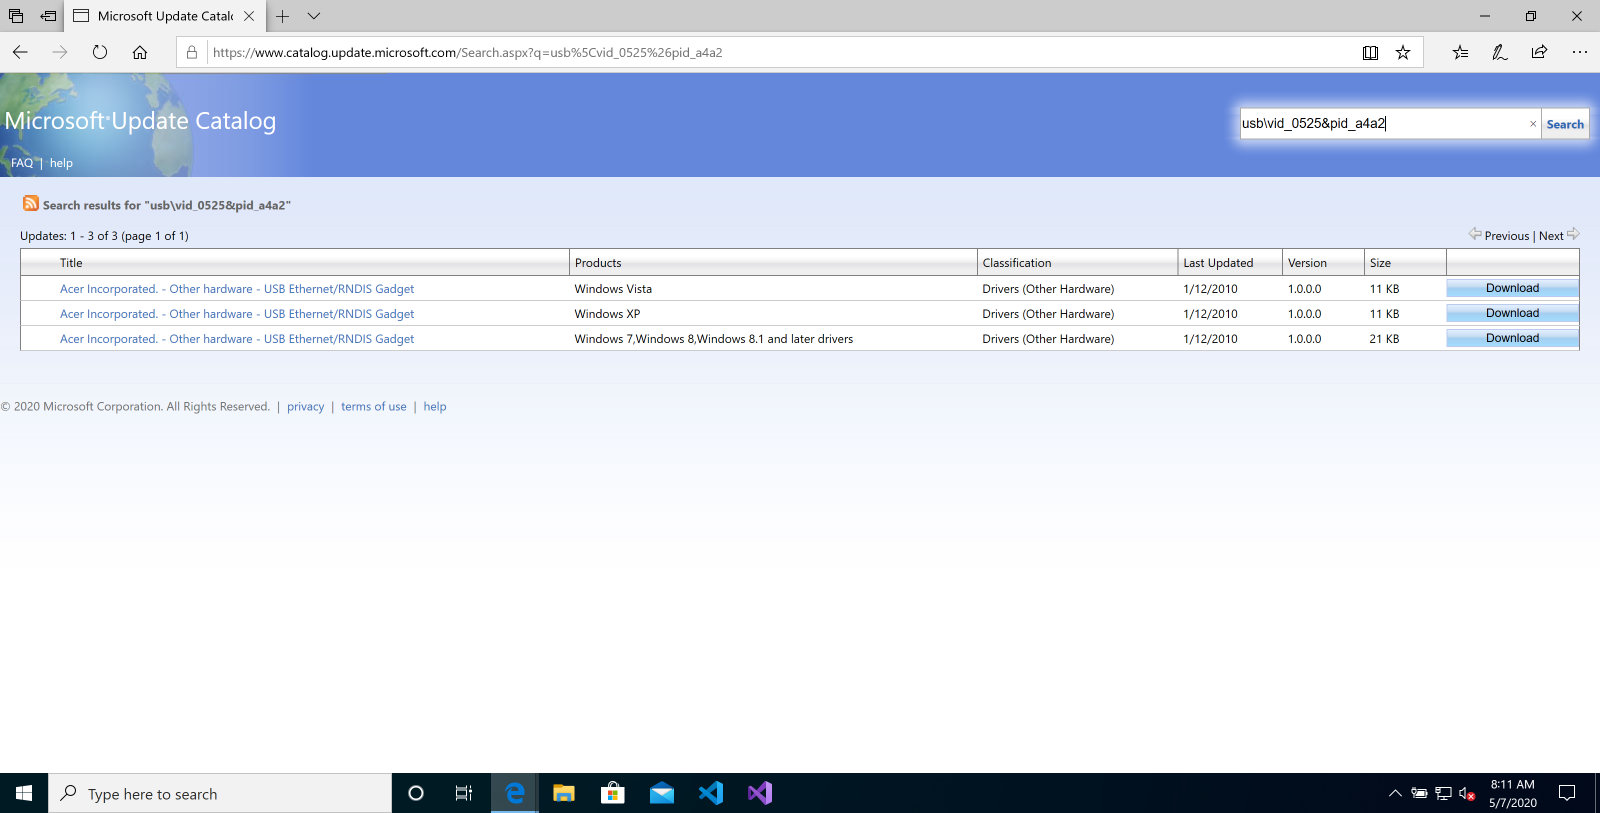 Microsoft Update Catalo
https://www.catalog.update.microsoft.com/Search.aspx?q=usb%5Cvid_0525%26pid_a4a2
Microsoft Update Catalog
usb\vid_0525&pid_a4a2 × Search
FAQ | help
Search results for "usb\vid_0525&pid_a4a2"
Updates: 1 - 3 of 3 (page 1 of 1) Previous | Next
Title Products Classification Last Updated Version Size
Acer Incorporated. - Other hardware - USB Ethernet/RNDIS Gadget Windows Vista Drivers (Other Hardware) 1/12/2010 1.0.0.0 11 KB Download
Acer Incorporated. - Other hardware - USB Ethernet/RNDIS Gadget Windows XP Drivers (Other Hardware) 1/12/2010 1.0.0.0 11 KB Download
Acer Incorporated. - Other hardware - USB Ethernet/RNDIS Gadget Windows 7,Windows 8,Windows 8.1 and later drivers Drivers (Other Hardware) 1/12/2010 1.0.0.0 21 KB Download
© 2020 Microsoft Corporation. All Rights Reserved. | privacy | terms of use | help
Type here to search
8:11 AM
5/7/2020